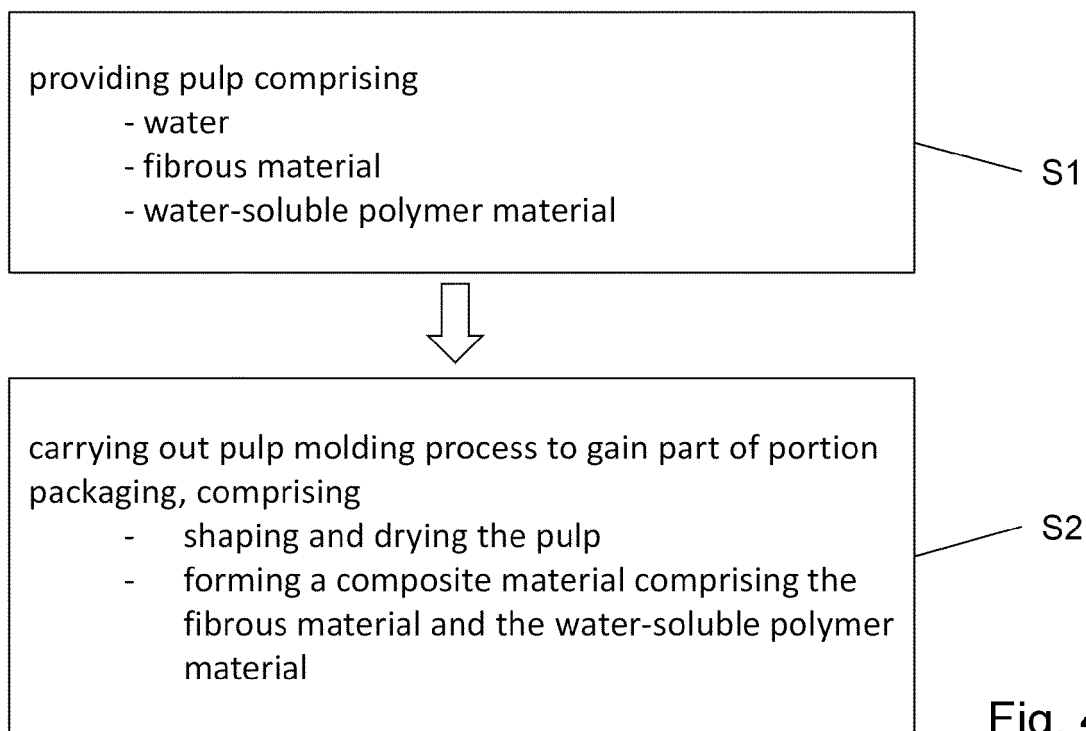 providing pulp comprising
- water
- fibrous material
- water-soluble polymer material
S1
carrying out pulp molding process to gain part of portion
packaging, comprising
- shaping and drying the pulp
- forming a composite material comprising the
fibrous material and the water-soluble polymer
material
S2
Fig.